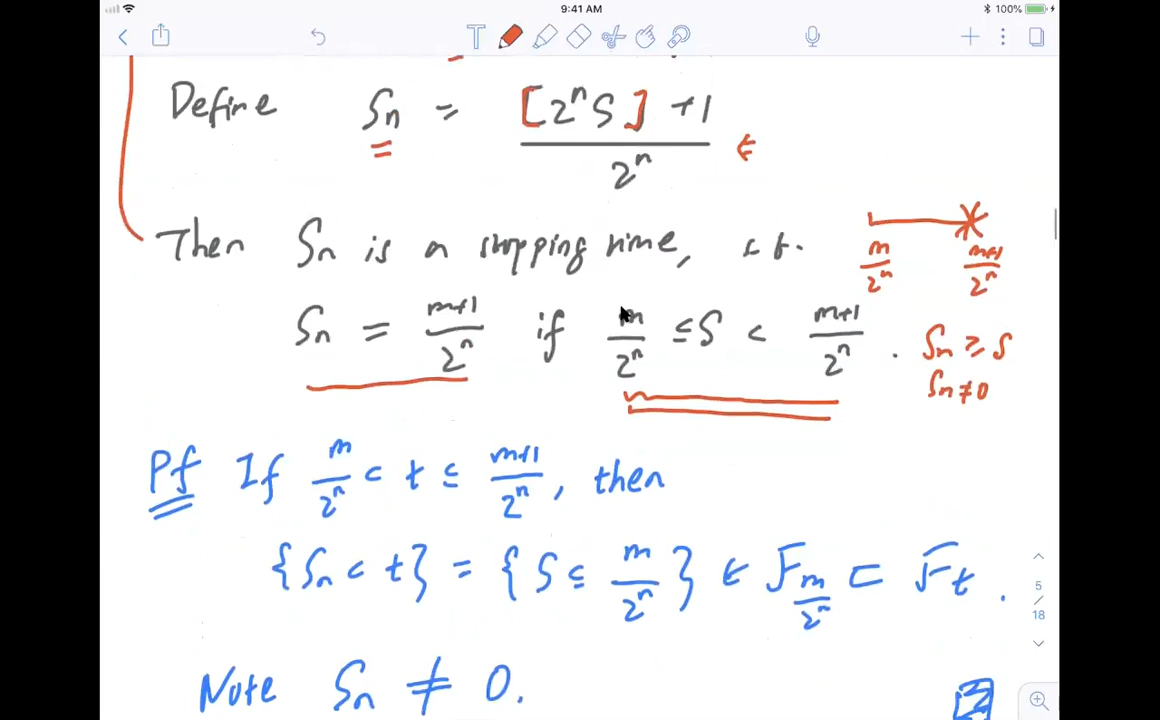 9:41 AM
100%
Define Sn = [2^n S] + 1 / 2^n
Then Sn is a stopping time, s.t.
m/2^n m+1/2^n
Sn = m+1/2^n if m/2^n ≤ S < m+1/2^n .
Sn ≥ S
Sn ≠ 0
Pf If m/2^n < t ≤ m+1/2^n, then
{Sn < t} = {S ≤ m/2^n} ∈ F_{m/2^n} ⊂ Ft .
5
/
18
Note Sn ≠ 0.